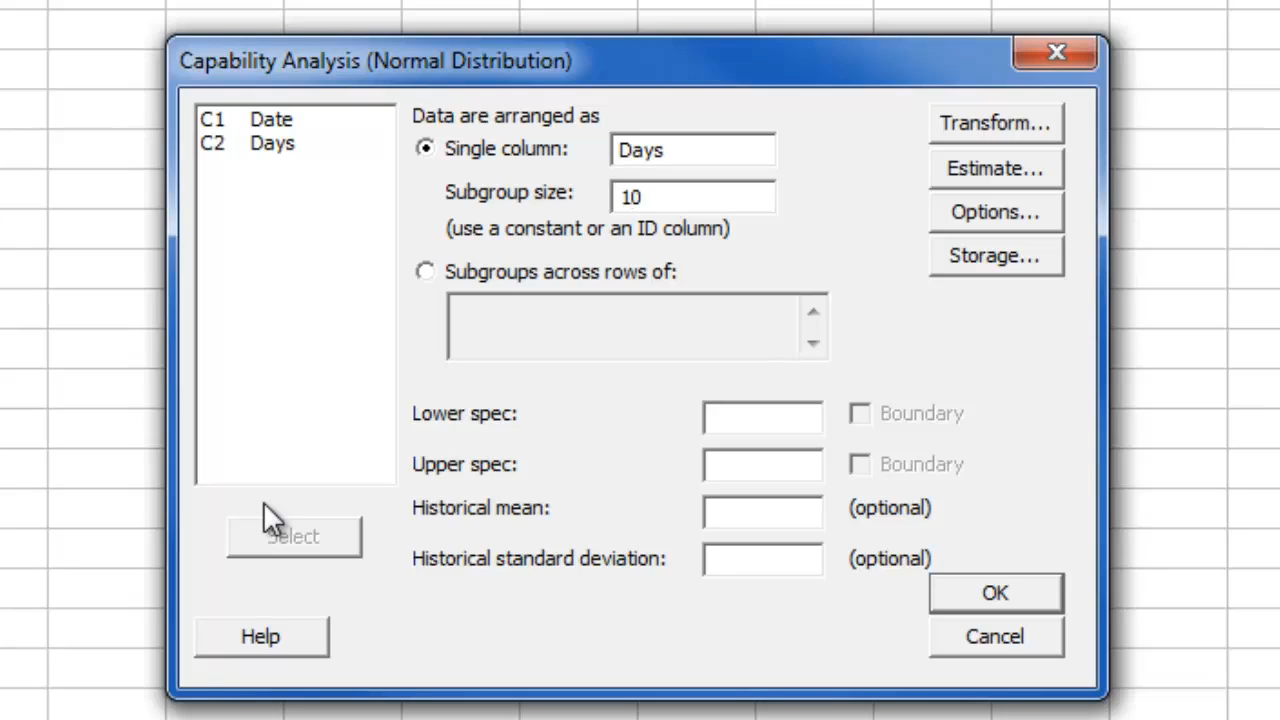 Capability Analysis (Normal Distribution)
C1 Date
C2 Days
Data are arranged as
Single column: Days
Subgroup size: 10
(use a constant or an ID column)
Subgroups across rows of:
Transform...
Estimate...
Options...
Storage...
Lower spec: Boundary
Upper spec: Boundary
Historical mean: (optional)
Historical standard deviation: (optional)
Select
Help
OK
Cancel